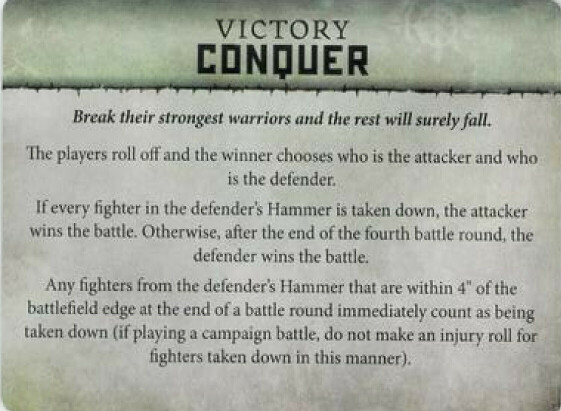 VICTORY
CONQUER
Break their strongest warriors and the rest will surely fall.
The players roll off and the winner chooses who is the attacker and who
is the defender.
If every fighter in the defender's Hammer is taken down, the attacker
wins the battle. Otherwise, after the end of the fourth battle round, the
defender wins the battle.
Any fighters from the defender's Hammer that are within 4" of the
battlefield edge at the end of a battle round immediately count as being
taken down (if playing a campaign battle, do not make an injury roll for
fighters taken down in this manner).